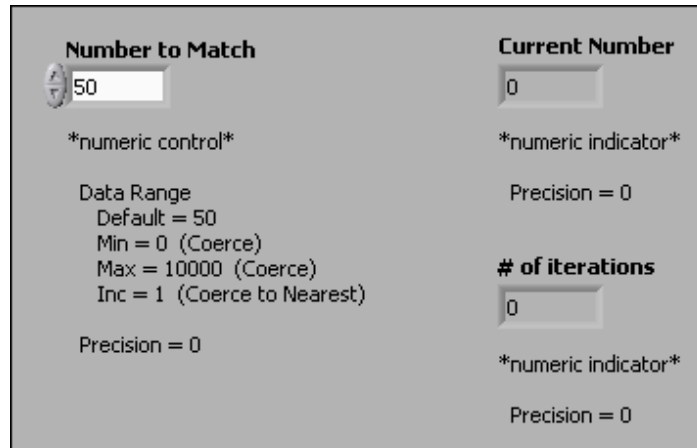 Number to Match
50
*numeric control*
Data Range
Default = 50
Min = 0 (Coerce)
Max = 10000 (Coerce)
Inc = 1 (Coerce to Nearest)
Precision = 0
Current Number
0
*numeric indicator*
Precision = 0
# of iterations
0
*numeric indicator*
Precision = 0